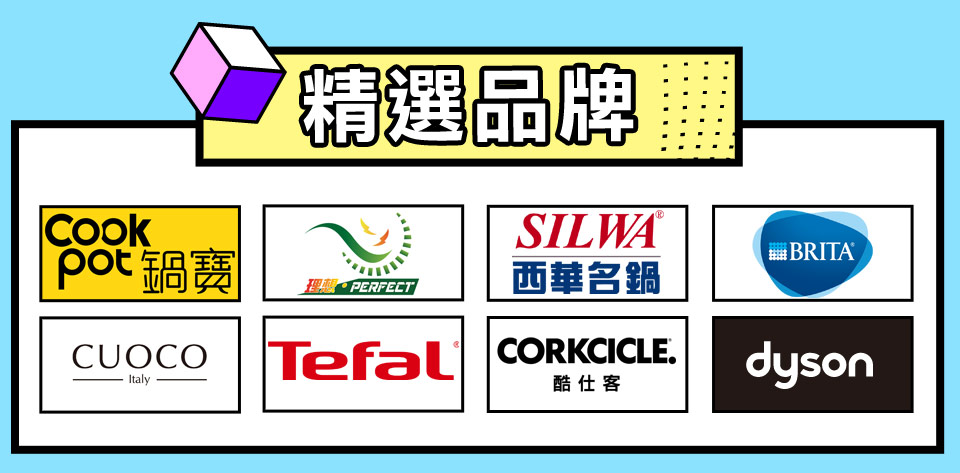 精選品牌
Cook
pot 鍋寶
理想 PERFECT
SILWA®
西華名鍋
BRITA®
CUOCO
Italy
Tefal®
CORKCICLE.
酷仕客
dyson